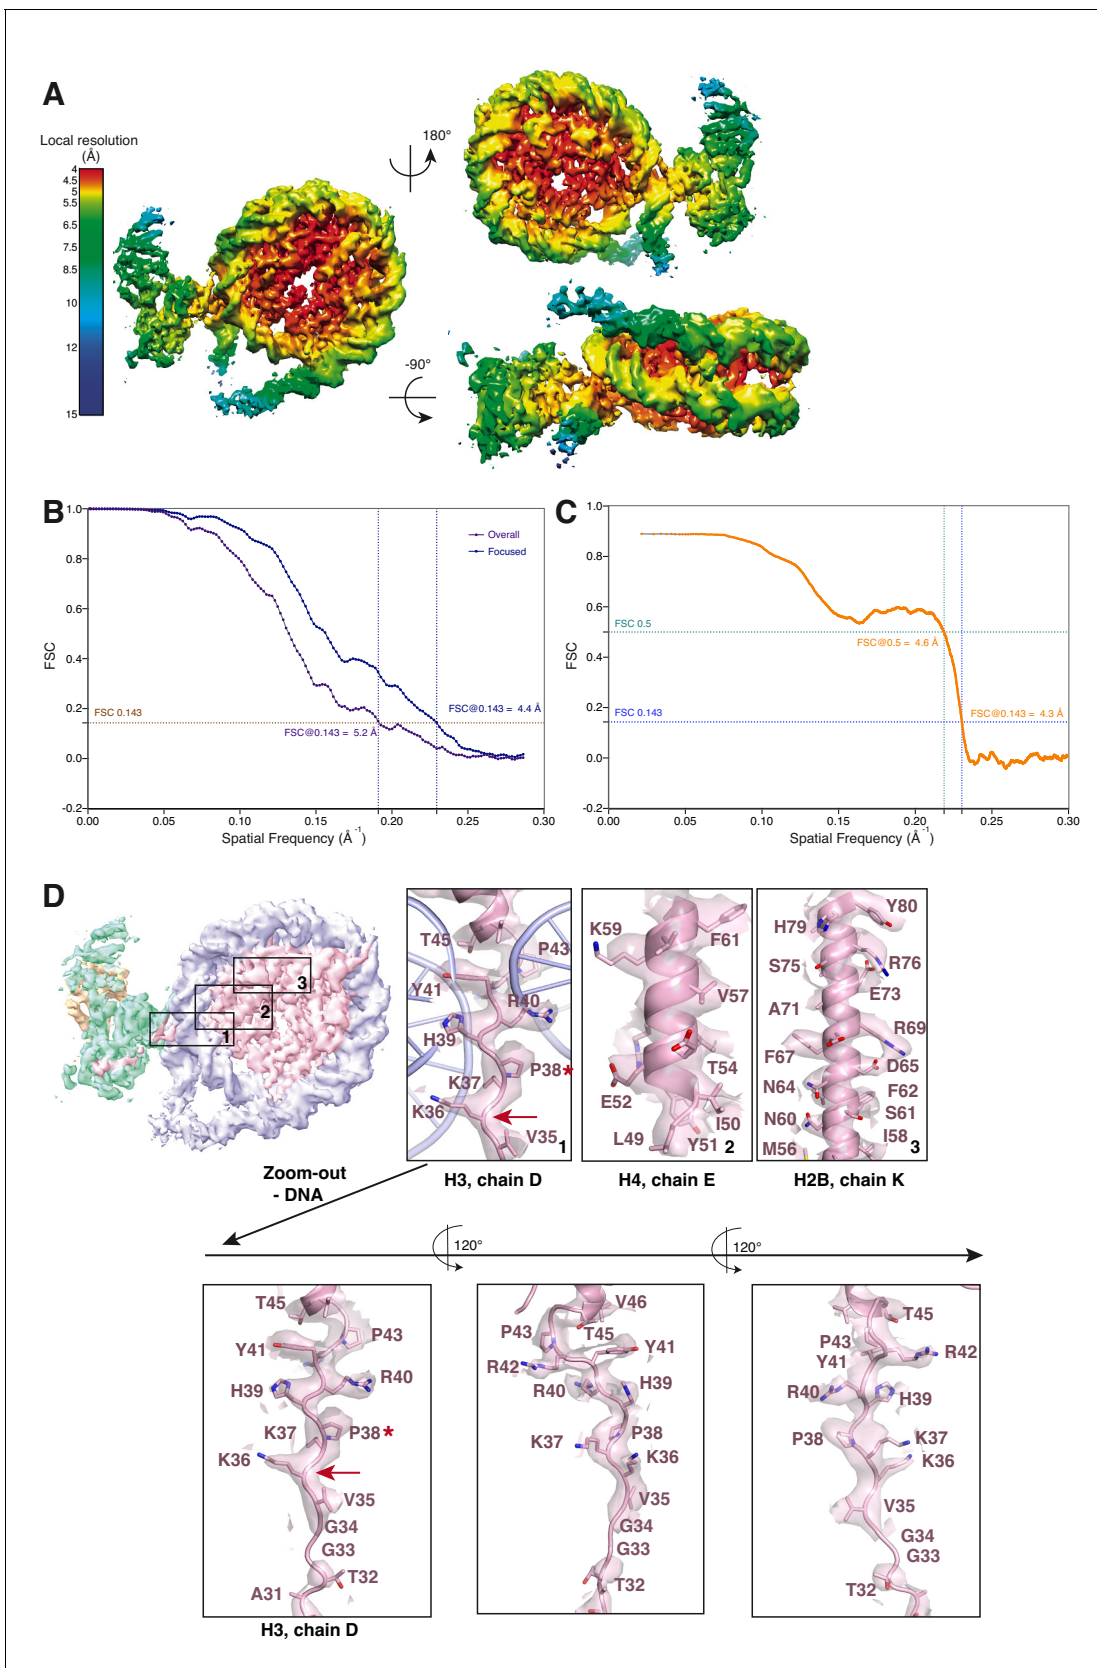 A
Local resolution
(Å)
4
4.5
5
5.5
6.5
7.5
8.5
10
12
15
180°
-90°
B
1.0
0.8
0.6
0.4
0.2
0.0
-0.2
FSC
Overall
Focused
FSC 0.143
FSC@0.143 = 5.2 Å
FSC@0.143 = 4.4 Å
0.00
0.05
0.10
0.15
0.20
0.25
0.30
Spatial Frequency (Å⁻¹)
C
1.0
0.8
0.6
0.4
0.2
0.0
-0.2
FSC
FSC 0.5
FSC@0.5 = 4.6 Å
FSC 0.143
FSC@0.143 = 4.3 Å
0.00
0.05
0.10
0.15
0.20
0.25
0.30
Spatial Frequency (Å⁻¹)
D
3
2
1
T45
P43
Y41
R40
H39
P38*
K37
K36
V35
1
H3, chain D
K59
F61
V57
T54
E52
I50
L49
Y51
2
H4, chain E
Y80
H79
R76
S75
E73
A71
R69
F67
D65
N64
F62
S61
N60
I58
M56
3
H2B, chain K
Zoom-out
- DNA
120°
120°
T45
P43
Y41
R40
H39
K37
P38*
K36
V35
G34
G33
T32
A31
H3, chain D
V46
P43
T45
Y41
R42
R40
H39
P38
K37
K36
V35
G34
G33
T32
T45
P43
R42
Y41
R40
H39
P38
K37
K36
V35
G34
G33
T32